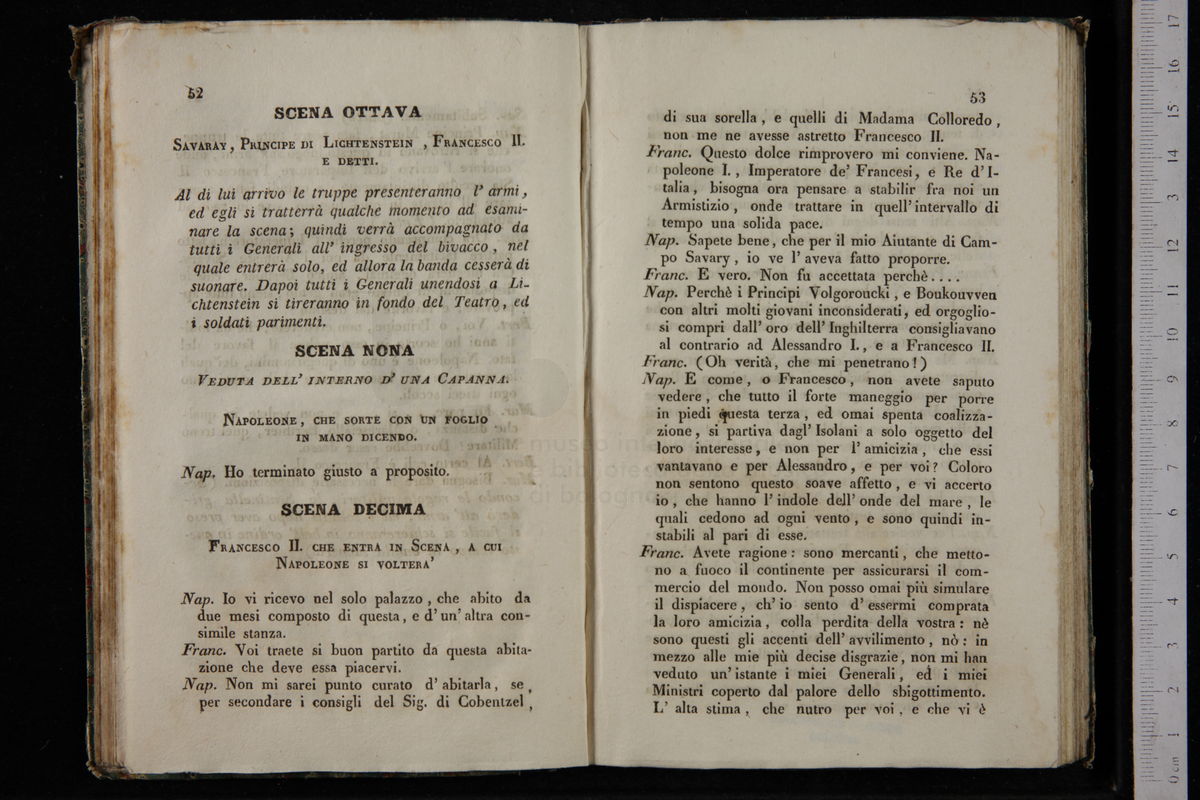 52
SCENA OTTAVA
SAVARAY, PRINCIPE DI LICHTENSTEIN , FRANCESCO II.
E DETTI.
Al di lui arrivo le truppe presenteranno l' armi,
ed egli si tratterrà qualche momento ad esami-
nare la scena; quindi verrà accompagnato da
tutti i Generali all' ingresso del bivacco , nel
quale entrerà solo, ed allora la banda cesserà di
suonare. Dapoi tutti i Generali unendosi a Li-
chtenstein si tireranno in fondo del Teatro, ed
i soldati parimenti.
SCENA NONA
VEDUTA DELL' INTERNO D' UNA CAPANNA.
NAPOLEONE, CHE SORTE CON UN FOGLIO
IN MANO DICENDO.
Nap. Ho terminato giusto a proposito.
SCENA DECIMA
FRANCESCO II. CHE ENTRA IN SCENA , A CUI
NAPOLEONE SI VOLTERA'
Nap. Io vi ricevo nel solo palazzo , che abito da
due mesi composto di questa, e d' un' altra con-
simile stanza.
Franc. Voi traete si buon partito da questa abita-
zione che deve essa piacervi.
Nap. Non mi sarei punto curato d' abitarla, se,
per secondare i consigli del Sig. di Cobentzel ,
53
di sua sorella , e quelli di Madama Colloredo ,
non me ne avesse astretto Francesco II.
Franc. Questo dolce rimprovero mi conviene. Na-
poleone I. , Imperatore de' Francesi, e Re d' I-
talia , bisogna ora pensare a stabilir fra noi un
Armistizio , onde trattare in quell' intervallo di
tempo una solida pace.
Nap. Sapete bene, che per il mio Aiutante di Cam-
po Savary , io ve l' aveva fatto proporre.
Franc. E vero. Non fu accettata perchè....
Nap. Perchè i Principi Volgoroucki , e Boukouvven
con altri molti giovani inconsiderati, ed orgoglio-
si compri dall' oro dell' Inghilterra consigliavano
al contrario ad Alessandro I., e a Francesco II.
Franc. (Oh verità, che mi penetrano!)
Nap. E come, o Francesco, non avete saputo
vedere , che tutto il forte maneggio per porre
in piedi questa terza , ed omai spenta coalizza-
zione, si partiva dagl' Isolani a solo oggetto del
loro interesse, e non per l' amicizia , che essi
vantavano e per Alessandro, e per voi? Coloro
non sentono questo soave affetto , e vi accerto
io , che hanno l' indole dell' onde del mare , le
quali cedono ad ogni vento , e sono quindi in-
stabili al pari di esse.
Franc. Avete ragione: sono mercanti, che metto-
no a fuoco il continente per assicurarsi il com-
mercio del mondo. Non posso omai più simulare
il dispiacere , ch' io sento d' essermi comprata
la loro amicizia , colla perdita della vostra : nè
sono questi gli accenti dell' avvilimento , nò : in
mezzo alle mie più decise disgrazie, non mi han
veduto un' istante i miei Generali, ed i miei
Ministri coperto dal palore dello sbigottimento.
L' alta stima , che nutro per voi , e che vi è